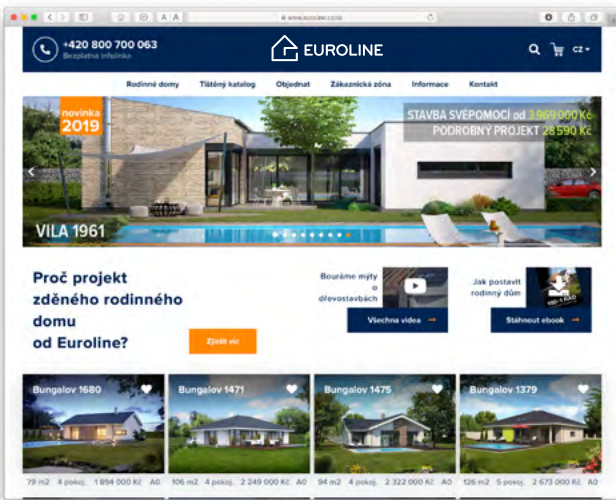 www.euroline.cz/cs
+420 800 700 063
Bezplatná infolinka
EUROLINE
CZ
Rodinné domy Tištěný katalog Objednat Zákaznická zóna Informace Kontakt
novinka
2019
STAVBA SVÉPOMOCÍ od 3 969 000 Kč
PODROBNÝ PROJEKT 28 590 Kč
VILA 1961
Proč projekt
zděného rodinného
domu
od Euroline?
Zjistit víc
Bouráme mýty
o
dřevostavbách
Všechna videa
Jak postavit
rodinný dům
Stáhnout ebook
Bungalov 1680
Bungalov 1471
Bungalov 1475
Bungalov 1379
79 m2 4 pokoj. 1 894 000 Kč A0
106 m2 4 pokoj. 2 249 000 Kč A0
94 m2 4 pokoj. 2 322 000 Kč A0
126 m2 5 pokoj. 2 673 000 Kč A0